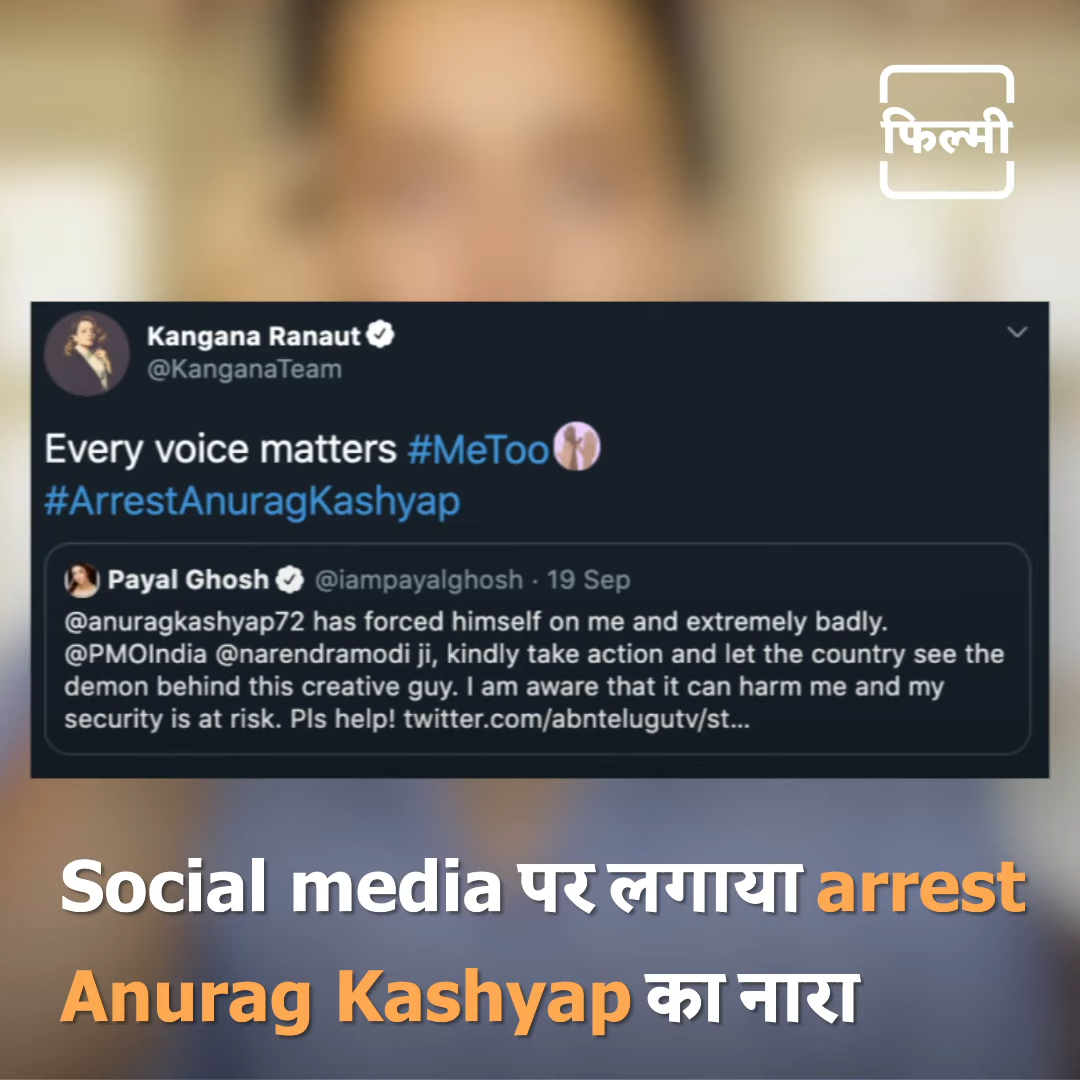 फिल्मी
Kangana Ranaut
@KanganaTeam
Every voice matters #MeToo
#ArrestAnuragKashyap
Payal Ghosh @iampayalghosh · 19 Sep
@anuragkashyap72 has forced himself on me and extremely badly.
@PMOIndia @narendramodi ji, kindly take action and let the country see the
demon behind this creative guy. I am aware that it can harm me and my
security is at risk. Pls help! twitter.com/abntelugutv/st...
Social media पर लगाया arrest
Anurag Kashyap का नारा